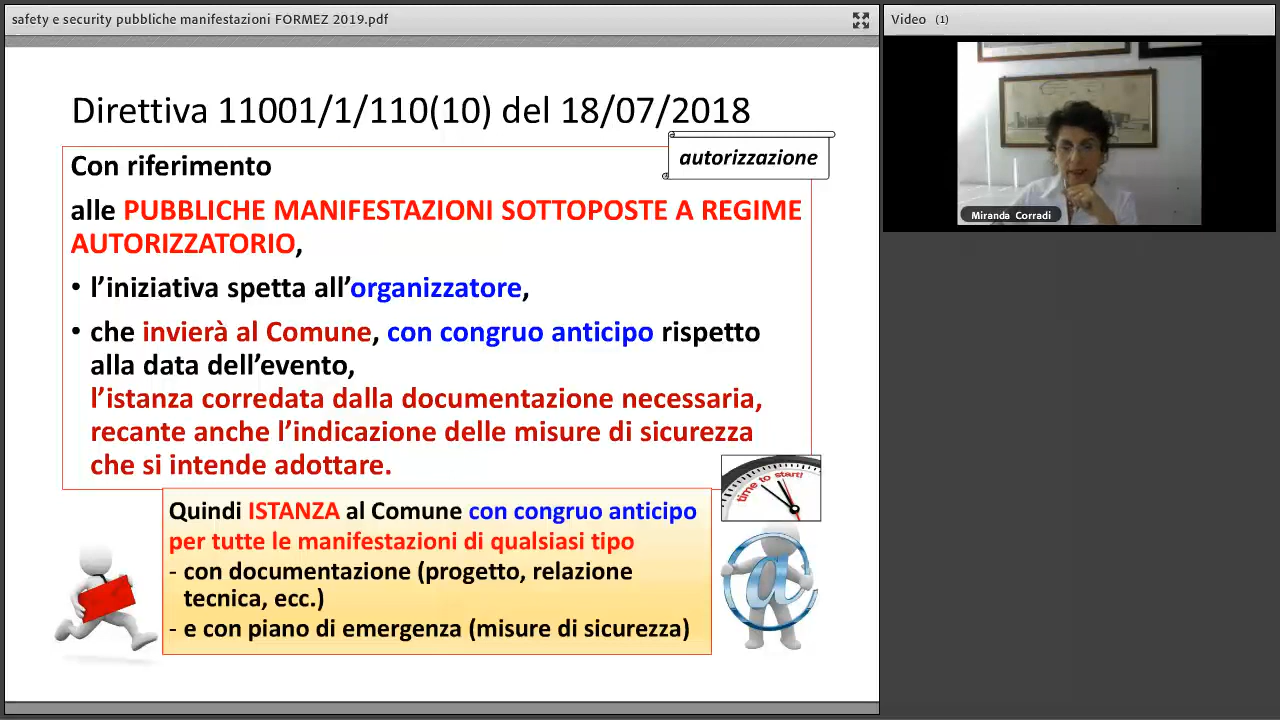 safety e security pubbliche manifestazioni FORMEZ 2019.pdf
Video (1)
Miranda Corradi
Direttiva 11001/1/110(10) del 18/07/2018
autorizzazione
Con riferimento
alle PUBBLICHE MANIFESTAZIONI SOTTOPOSTE A REGIME
AUTORIZZATORIO,
• l’iniziativa spetta all’organizzatore,
• che invierà al Comune, con congruo anticipo rispetto
alla data dell’evento,
l’istanza corredata dalla documentazione necessaria,
recante anche l’indicazione delle misure di sicurezza
che si intende adottare.
time to start!
Quindi ISTANZA al Comune con congruo anticipo
per tutte le manifestazioni di qualsiasi tipo
- con documentazione (progetto, relazione
tecnica, ecc.)
- e con piano di emergenza (misure di sicurezza)
@